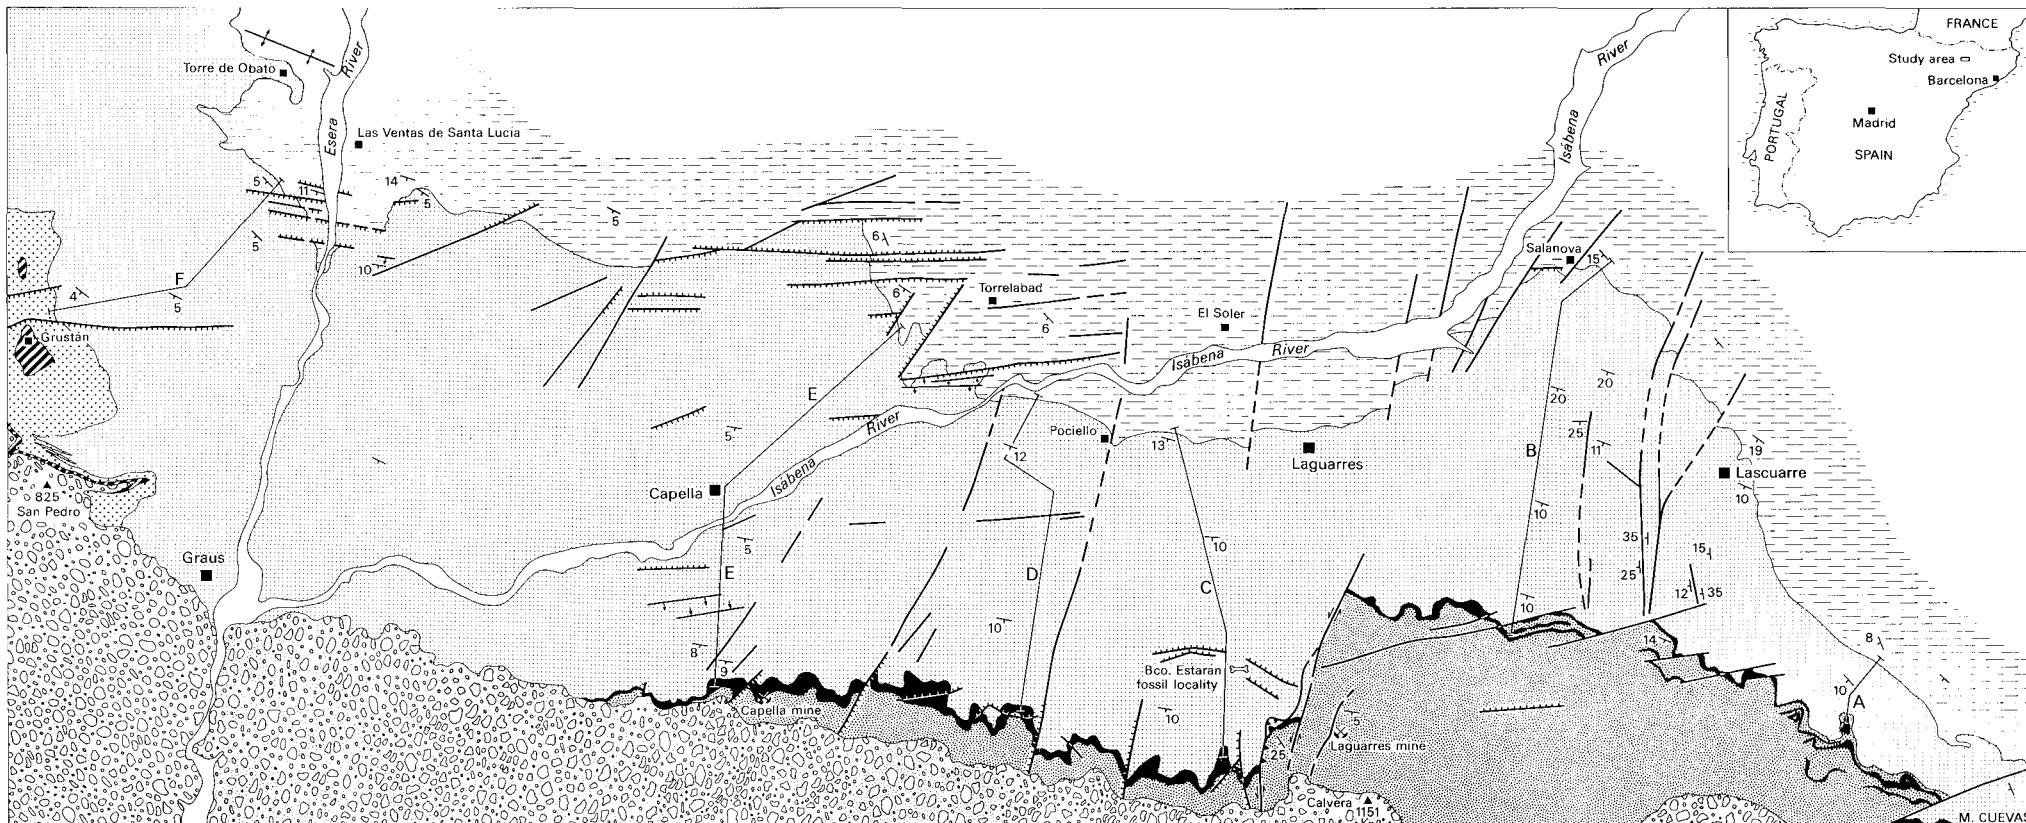 FRANCE
Study area
Barcelona
Madrid
PORTUGAL
SPAIN
River
Torre de Obato
Esera
Las Ventas de Santa Lucia
River
Isábena
5
11
14
5
5
5
10
6
F
4
5
Grustán
6
Torrelabad
6
El Soler
Isábena
River
Salanova
15
E
5
River
Isábena
Capella
Pociello
12
13
Laguarres
20
20
B
25
11
19
Lascuarre
10
825
San Pedro
Graus
5
E
D
10
C
10
35
25
15
12
35
10
8
9
10
Bco. Estaran
fossil locality
10
14
8
10
A
Capella mine
5
Laguarres mine
25
Calvera
1151
M. CUEVAS